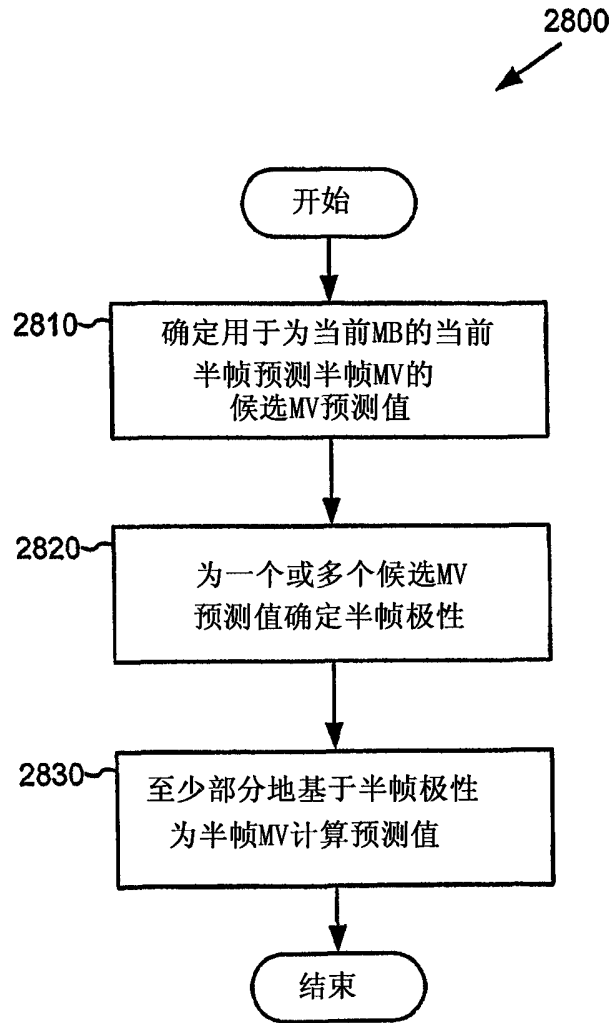 2800
开始
2810
确定用于为当前MB的当前
半帧预测半帧MV的
候选MV预测值
2820
为一个或多个候选MV
预测值确定半帧极性
2830
至少部分地基于半帧极性
为半帧MV计算预测值
结束